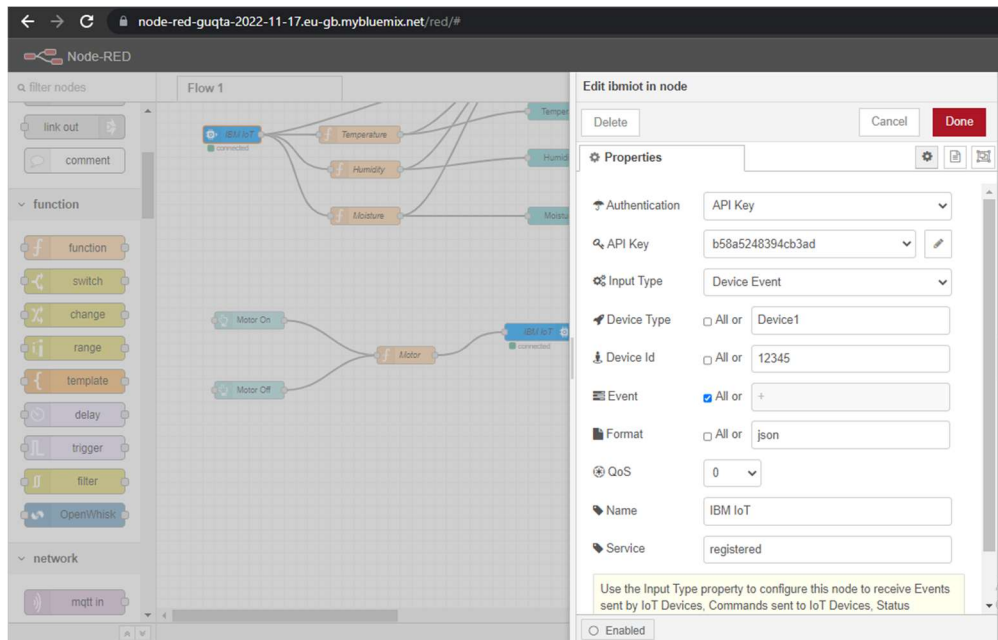 node-red-guqta-2022-11-17.eu-gb.mybluemix.net/red/#
Node-RED
filter nodes
link out
comment
function
function
switch
change
range
template
delay
trigger
filter
OpenWhisk
network
mqtt in
Flow 1
IBM IoT
connected
Temperature
Humidity
Moisture
Temper
Humid
Moistu
Motor On
Motor Off
Motor
IBM IoT
connected
Edit ibmiot in node
Delete
Cancel
Done
Properties
Authentication
API Key
API Key
b58a5248394cb3ad
Input Type
Device Event
Device Type
All or
Device1
Device Id
All or
12345
Event
All or
+
Format
All or
json
QoS
0
Name
IBM IoT
Service
registered
Use the Input Type property to configure this node to receive Events
sent by IoT Devices, Commands sent to IoT Devices, Status
Enabled